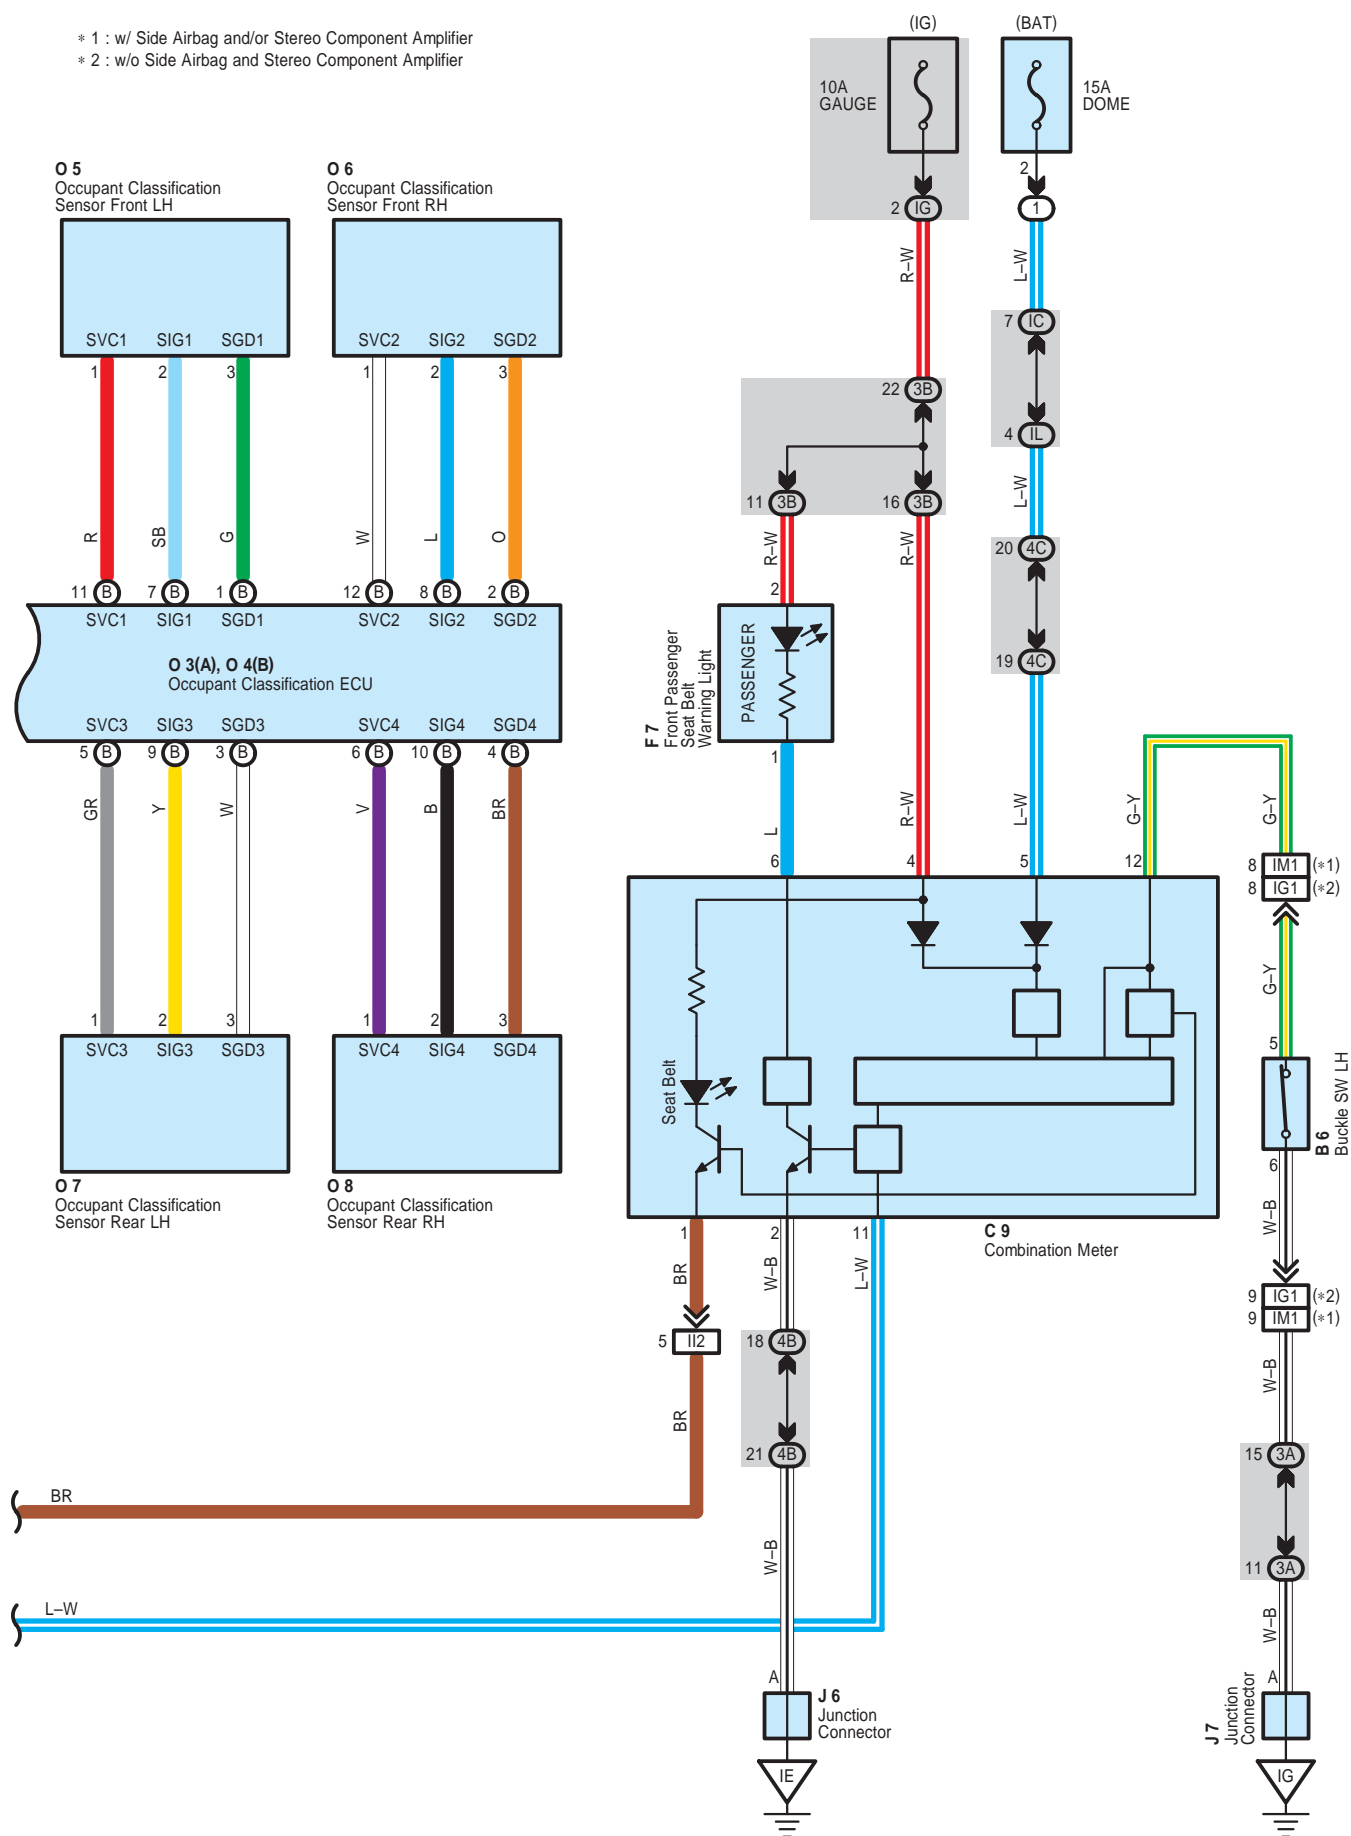 * 1 : w/ Side Airbag and/or Stereo Component Amplifier
* 2 : w/o Side Airbag and Stereo Component Amplifier
(IG)
(BAT)
10A
GAUGE
15A
DOME
2
2 IG
1
R–W
L–W
O 5
Occupant Classification
Sensor Front LH
O 6
Occupant Classification
Sensor Front RH
SVC1 SIG1 SGD1
SVC2 SIG2 SGD2
1 2 3
1 2 3
7 IC
22 3B
4 IL
11 3B
16 3B
R SB G
W L O
R–W
R–W
L–W
20 4C
11 B 7 B 1 B
12 B 8 B 2 B
2
SVC1 SIG1 SGD1
SVC2 SIG2 SGD2
O 3(A), O 4(B)
Occupant Classification ECU
19 4C
PASSENGER
F 7
Front Passenger
Seat Belt
Warning Light
SVC3 SIG3 SGD3
SVC4 SIG4 SGD4
5 B 9 B 3 B
6 B 10 B 4 B
1
GR Y W
V B BR
L
R–W
L–W
G–Y
G–Y
6 4 5 12
8 IM1 (*1)
8 IG1 (*2)
G–Y
1 2 3
1 2 3
SVC3 SIG3 SGD3
SVC4 SIG4 SGD4
5
Seat Belt
B 6
Buckle SW LH
6
O 7
Occupant Classification
Sensor Rear LH
O 8
Occupant Classification
Sensor Rear RH
1 2 11
C 9
Combination Meter
BR
W–B
L–W
W–B
9 IG1 (*2)
9 IM1 (*1)
5 II2
18 4B
BR
W–B
21 4B
15 3A
BR
W–B
11 3A
L–W
W–B
A
J 6
Junction
Connector
A
J 7
Junction
Connector
IE
IG